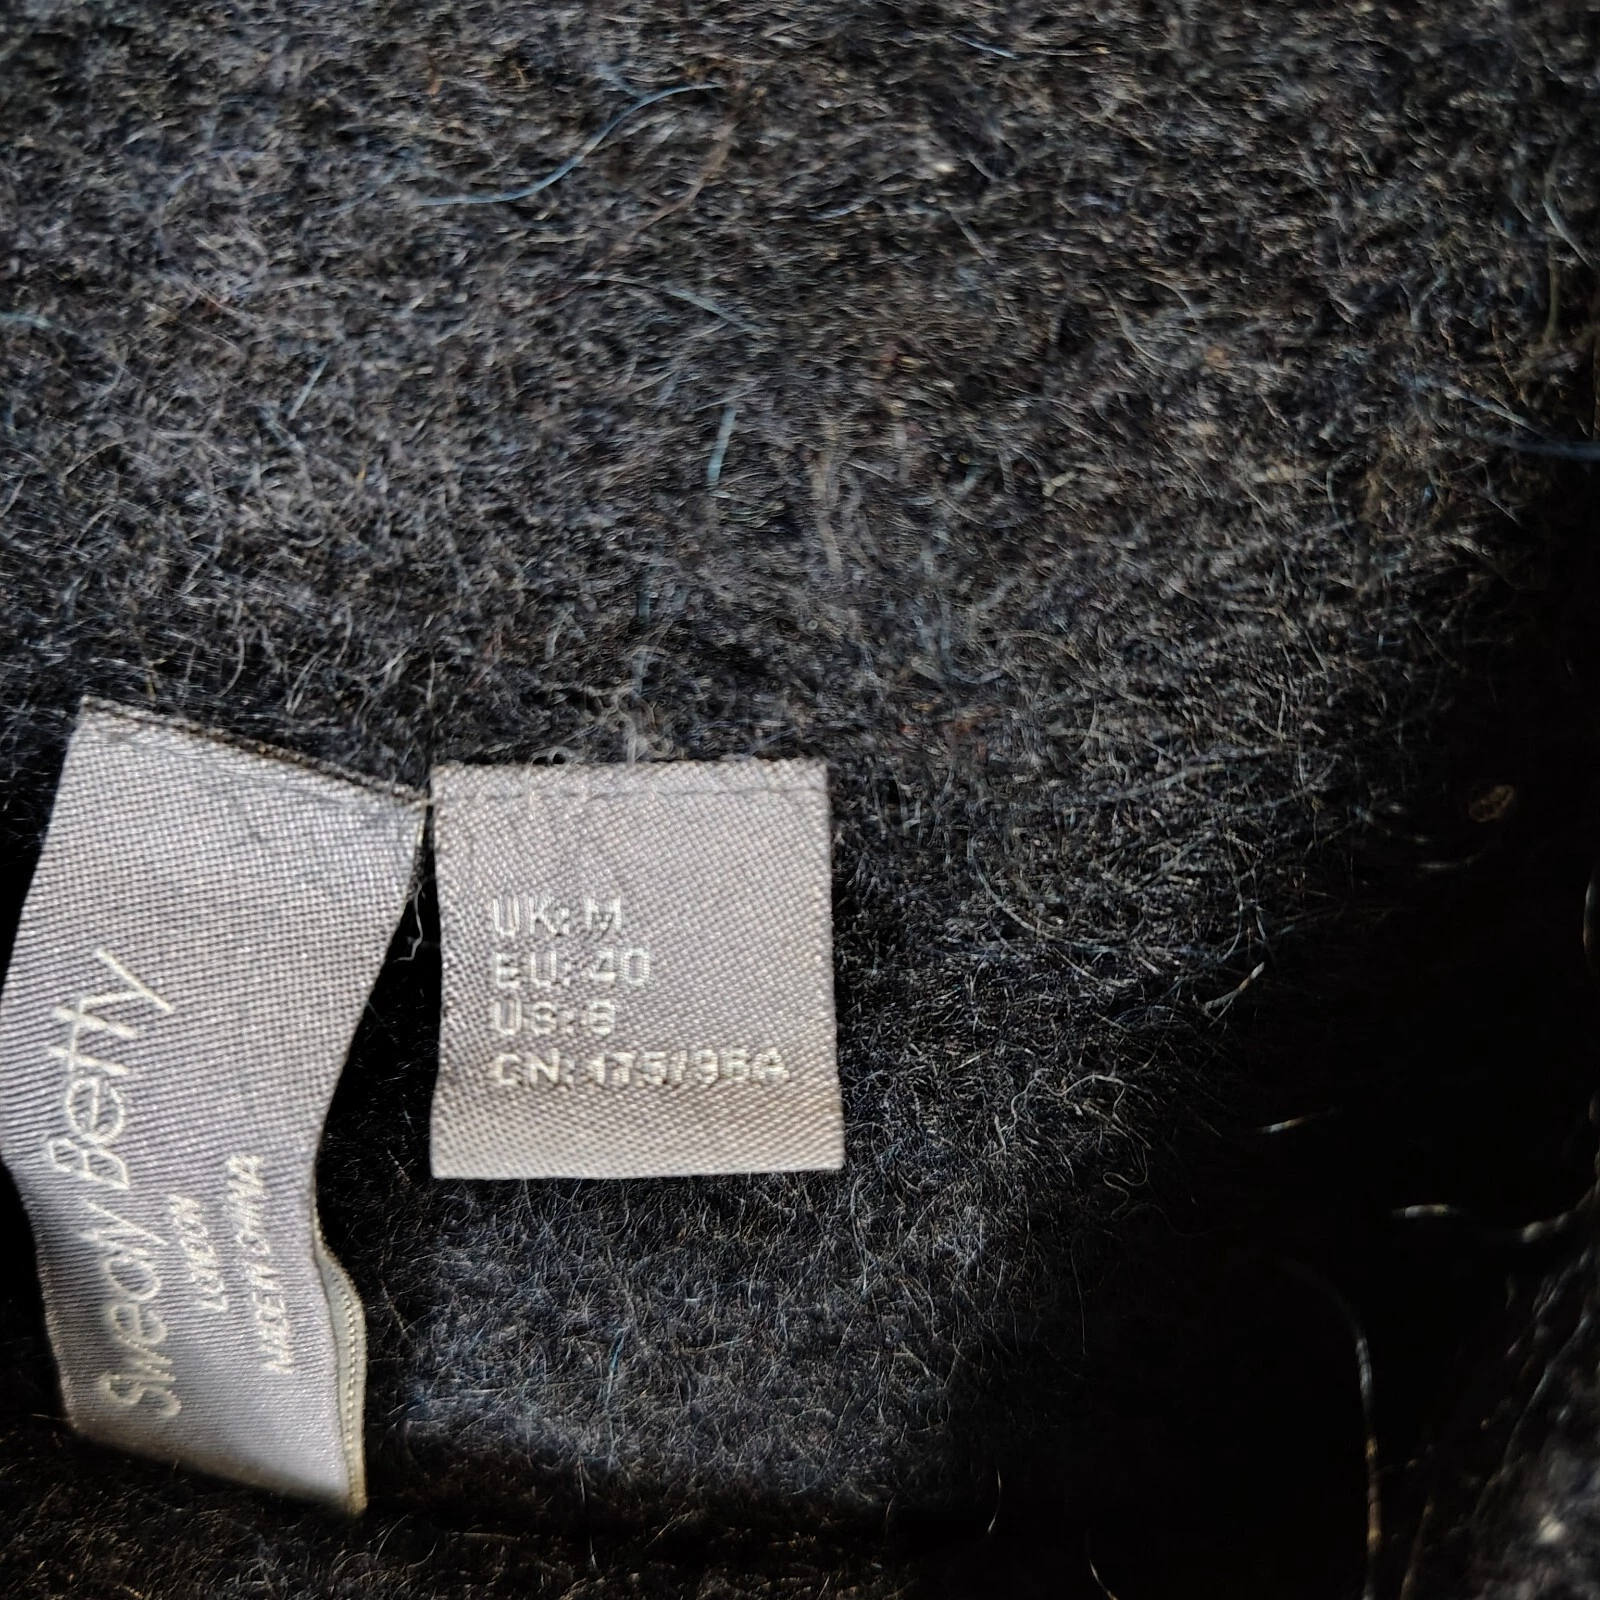 Sweaty Betty
LONDON
MADE IN CHINA
UK: M
EU: 40
US: 8
CN: 175/96A